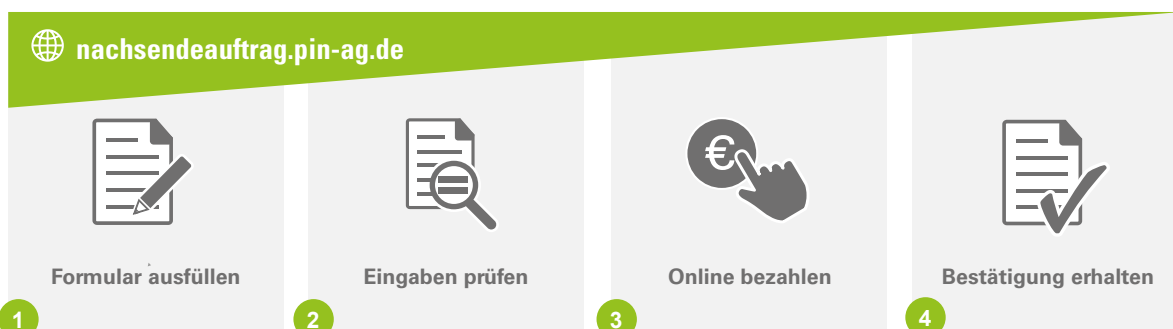 nachsendeauftrag.pin-ag.de
€
Formular ausfüllen
Eingaben prüfen
Online bezahlen
Bestätigung erhalten
1
2
3
4